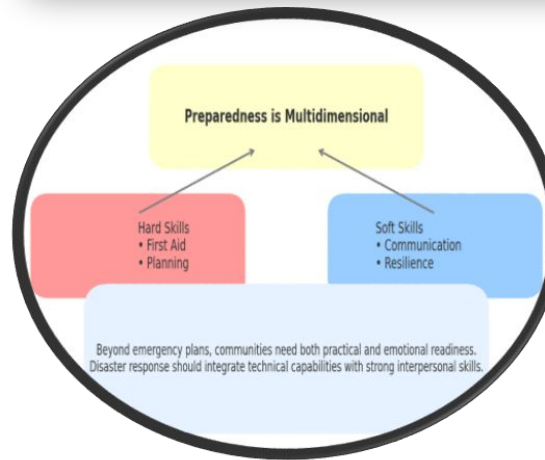 Preparedness is Multidimensional
Hard Skills
• First Aid
• Planning
Soft Skills
• Communication
• Resilience
Beyond emergency plans, communities need both practical and emotional readiness.
Disaster response should integrate technical capabilities with strong interpersonal skills.